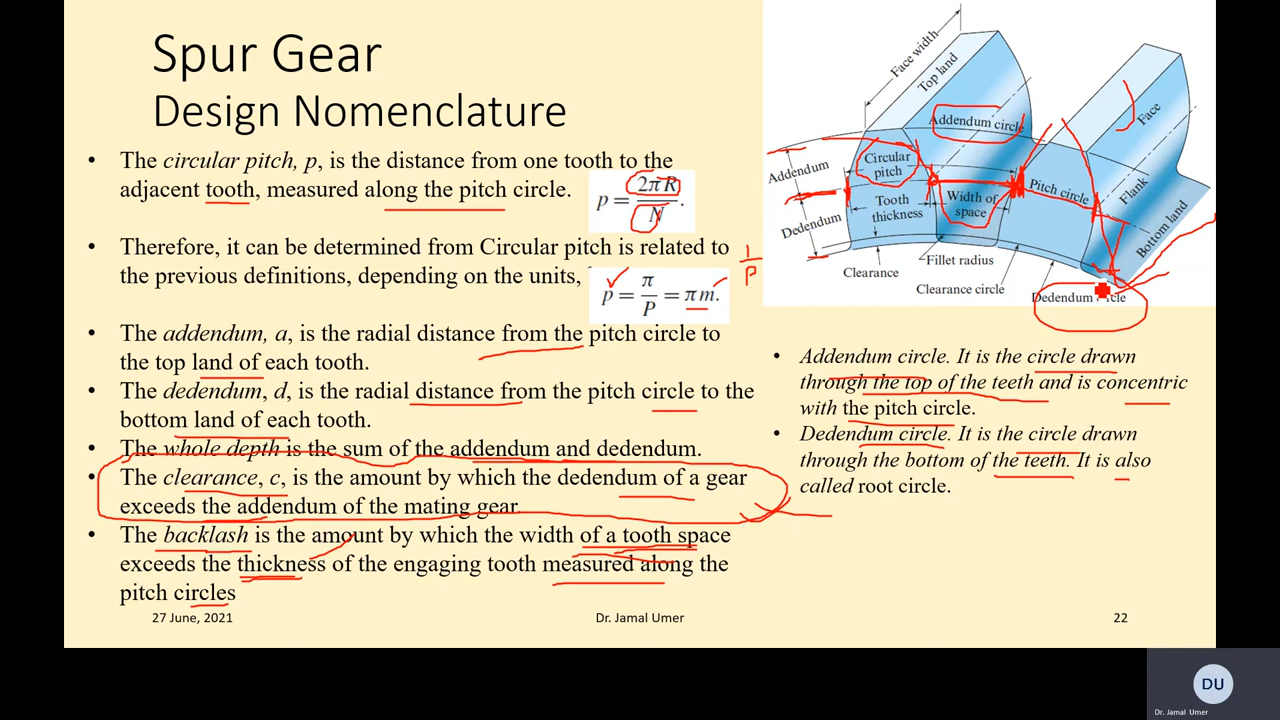 Spur Gear
Design Nomenclature
• The circular pitch, p, is the distance from one tooth to the
adjacent tooth, measured along the pitch circle.
p = 2πR / N.
• Therefore, it can be determined from Circular pitch is related to
the previous definitions, depending on the units,
p = π / P = πm.
1 / P
• The addendum, a, is the radial distance from the pitch circle to
the top land of each tooth.
• The dedendum, d, is the radial distance from the pitch circle to the
bottom land of each tooth.
• The whole depth is the sum of the addendum and dedendum.
• The clearance, c, is the amount by which the dedendum of a gear
exceeds the addendum of the mating gear.
• The backlash is the amount by which the width of a tooth space
exceeds the thickness of the engaging tooth measured along the
pitch circles
Face width
Top land
Addendum circle
Face
Addendum
Circular
pitch
Pitch circle
Flank
Tooth
thickness
Width of
space
Dedendum
Bottom land
Fillet radius
Clearance
Clearance circle
Dedendum
• Addendum circle. It is the circle drawn
through the top of the teeth and is concentric
with the pitch circle.
• Dedendum circle. It is the circle drawn
through the bottom of the teeth. It is also
called root circle.
27 June, 2021
Dr. Jamal Umer
22
DU
Dr. Jamal Umer